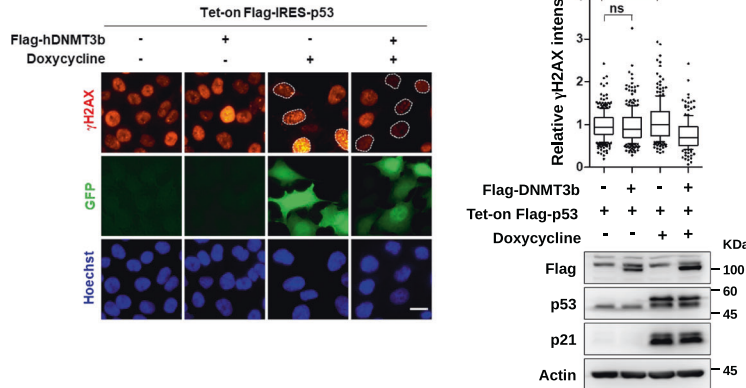 Tet-on Flag-IRES-p53
Flag-hDNMT3b - + - +
Doxycycline - - + +
γH2AX
GFP
Hoechst
Relative γH2AX intens
ns
3
2
1
0
Flag-DNMT3b - + - +
Tet-on Flag-p53 + + + +
Doxycycline - - + +
KDa
Flag
100
60
p53
45
p21
Actin
45